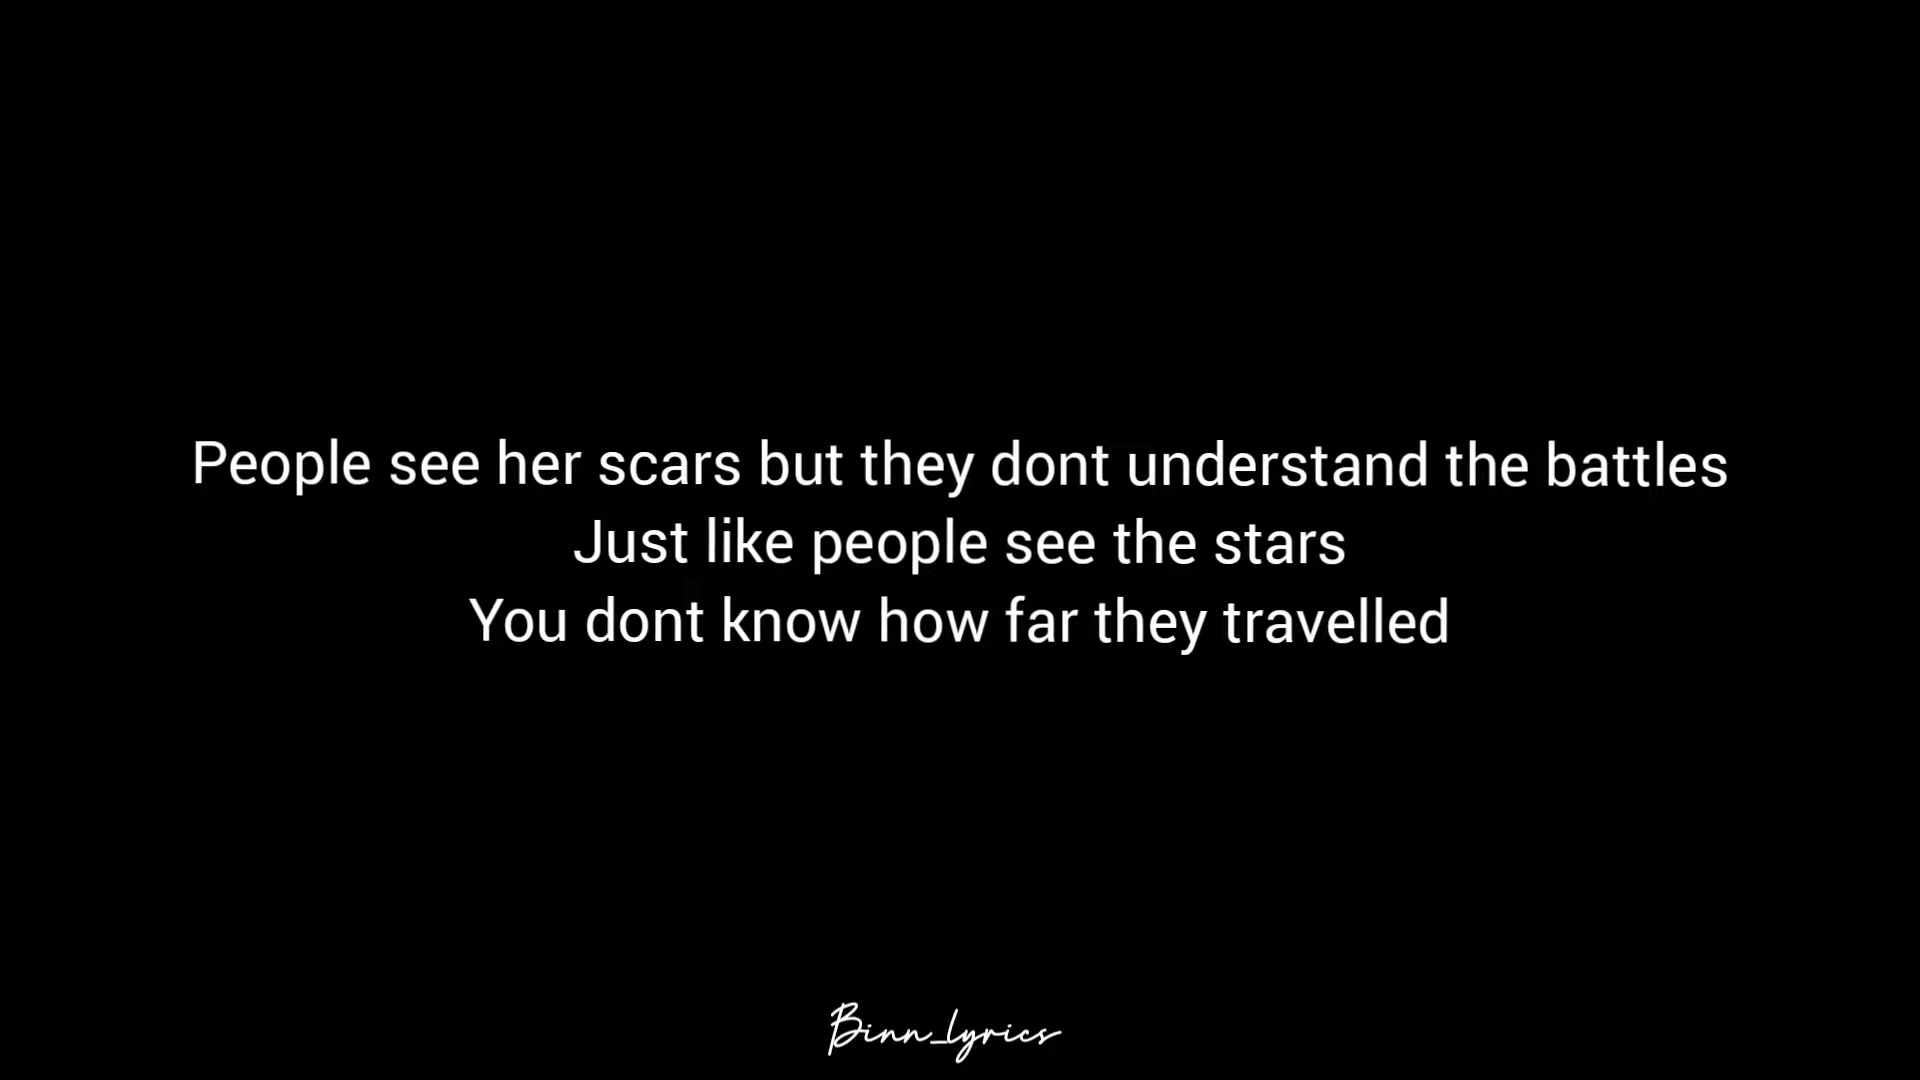 People see her scars but they dont understand the battles
Just like people see the stars
You dont know how far they travelled
Binn_lyrics